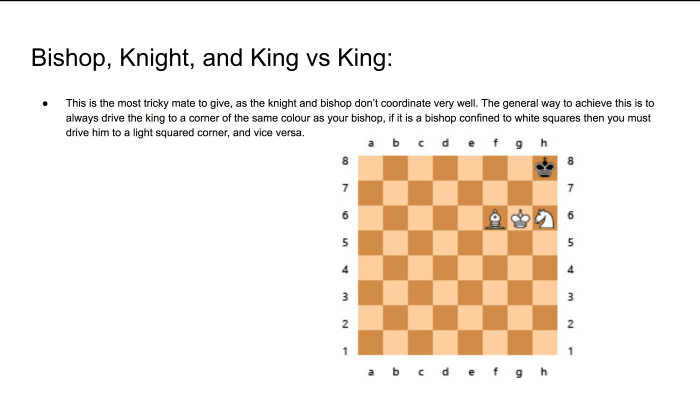 Bishop, Knight, and King vs King:
● This is the most tricky mate to give, as the knight and bishop don't coordinate very well. The general way to achieve this is to
always drive the king to a corner of the same colour as your bishop, if it is a bishop confined to white squares then you must
drive him to a light squared corner, and vice versa.
a b c d e f g h
8 8
7 7
6 6
5 5
4 4
3 3
2 2
1 1
a b c d e f g h